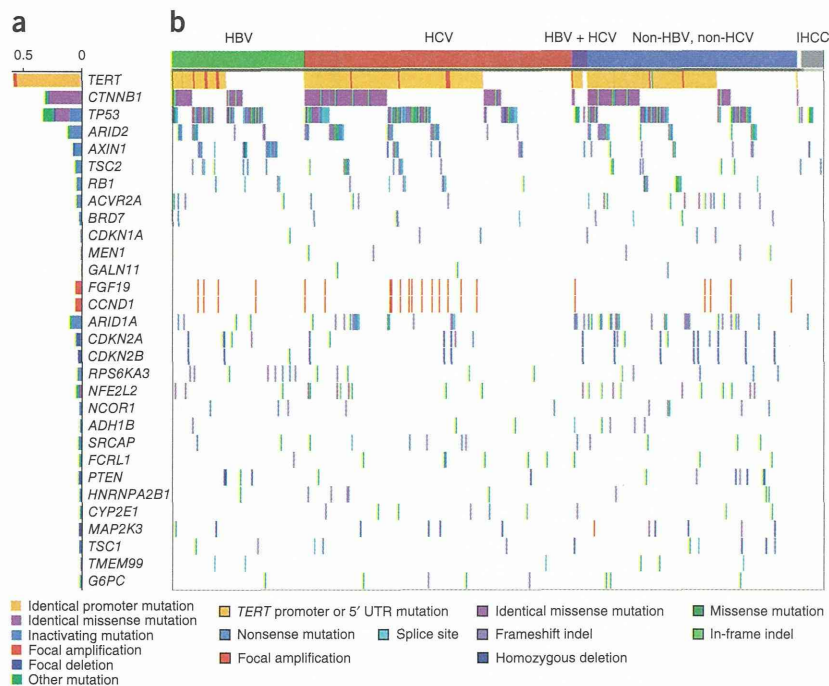 a
b
0.5 0
HBV HCV HBV + HCV Non-HBV, non-HCV IHCC
TERT
CTNNB1
TP53
ARID2
AXIN1
TSC2
RB1
ACVR2A
BRD7
CDKN1A
MEN1
GALN11
FGF19
CCND1
ARID1A
CDKN2A
CDKN2B
RPS6KA3
NFE2L2
NCOR1
ADH1B
SRCAP
FCRL1
PTEN
HNRNPA2B1
CYP2E1
MAP2K3
TSC1
TMEM99
G6PC
Identical promoter mutation
Identical missense mutation
Inactivating mutation
Focal amplification
Focal deletion
Other mutation
TERT promoter or 5′ UTR mutation
Identical missense mutation
Missense mutation
Nonsense mutation
Splice site
Frameshift indel
In-frame indel
Focal amplification
Homozygous deletion